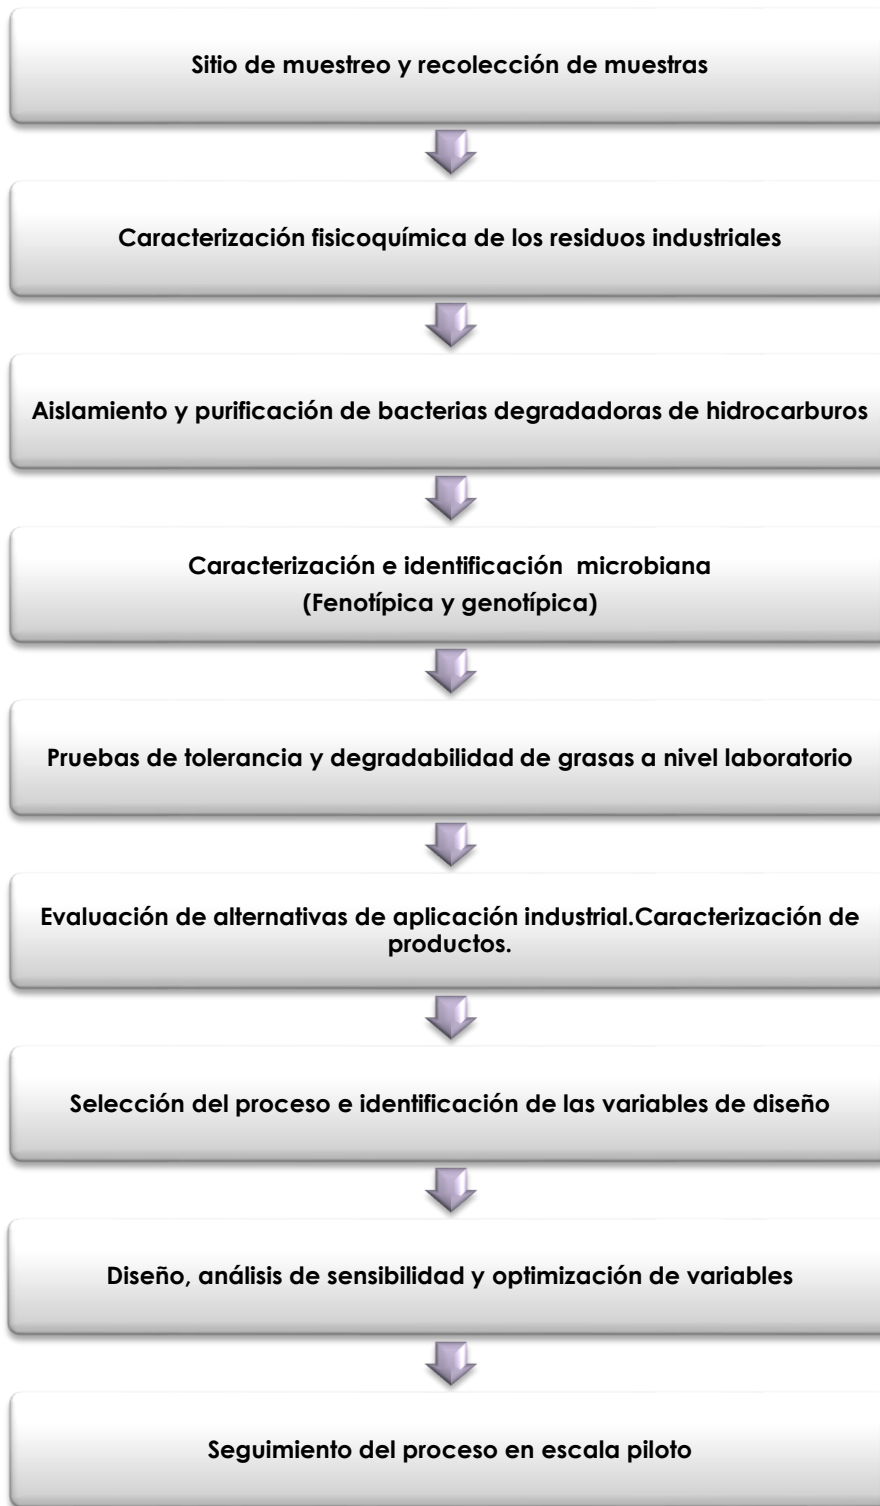 Sitio de muestreo y recolección de muestras
Caracterización fisicoquímica de los residuos industriales
Aislamiento y purificación de bacterias degradadoras de hidrocarburos
Caracterización e identificación  microbiana
(Fenotípica y genotípica)
Pruebas de tolerancia y degradabilidad de grasas a nivel laboratorio
Evaluación de alternativas de aplicación industrial.Caracterización de
productos.
Selección del proceso e identificación de las variables de diseño
Diseño, análisis de sensibilidad y optimización de variables
Seguimiento del proceso en escala piloto